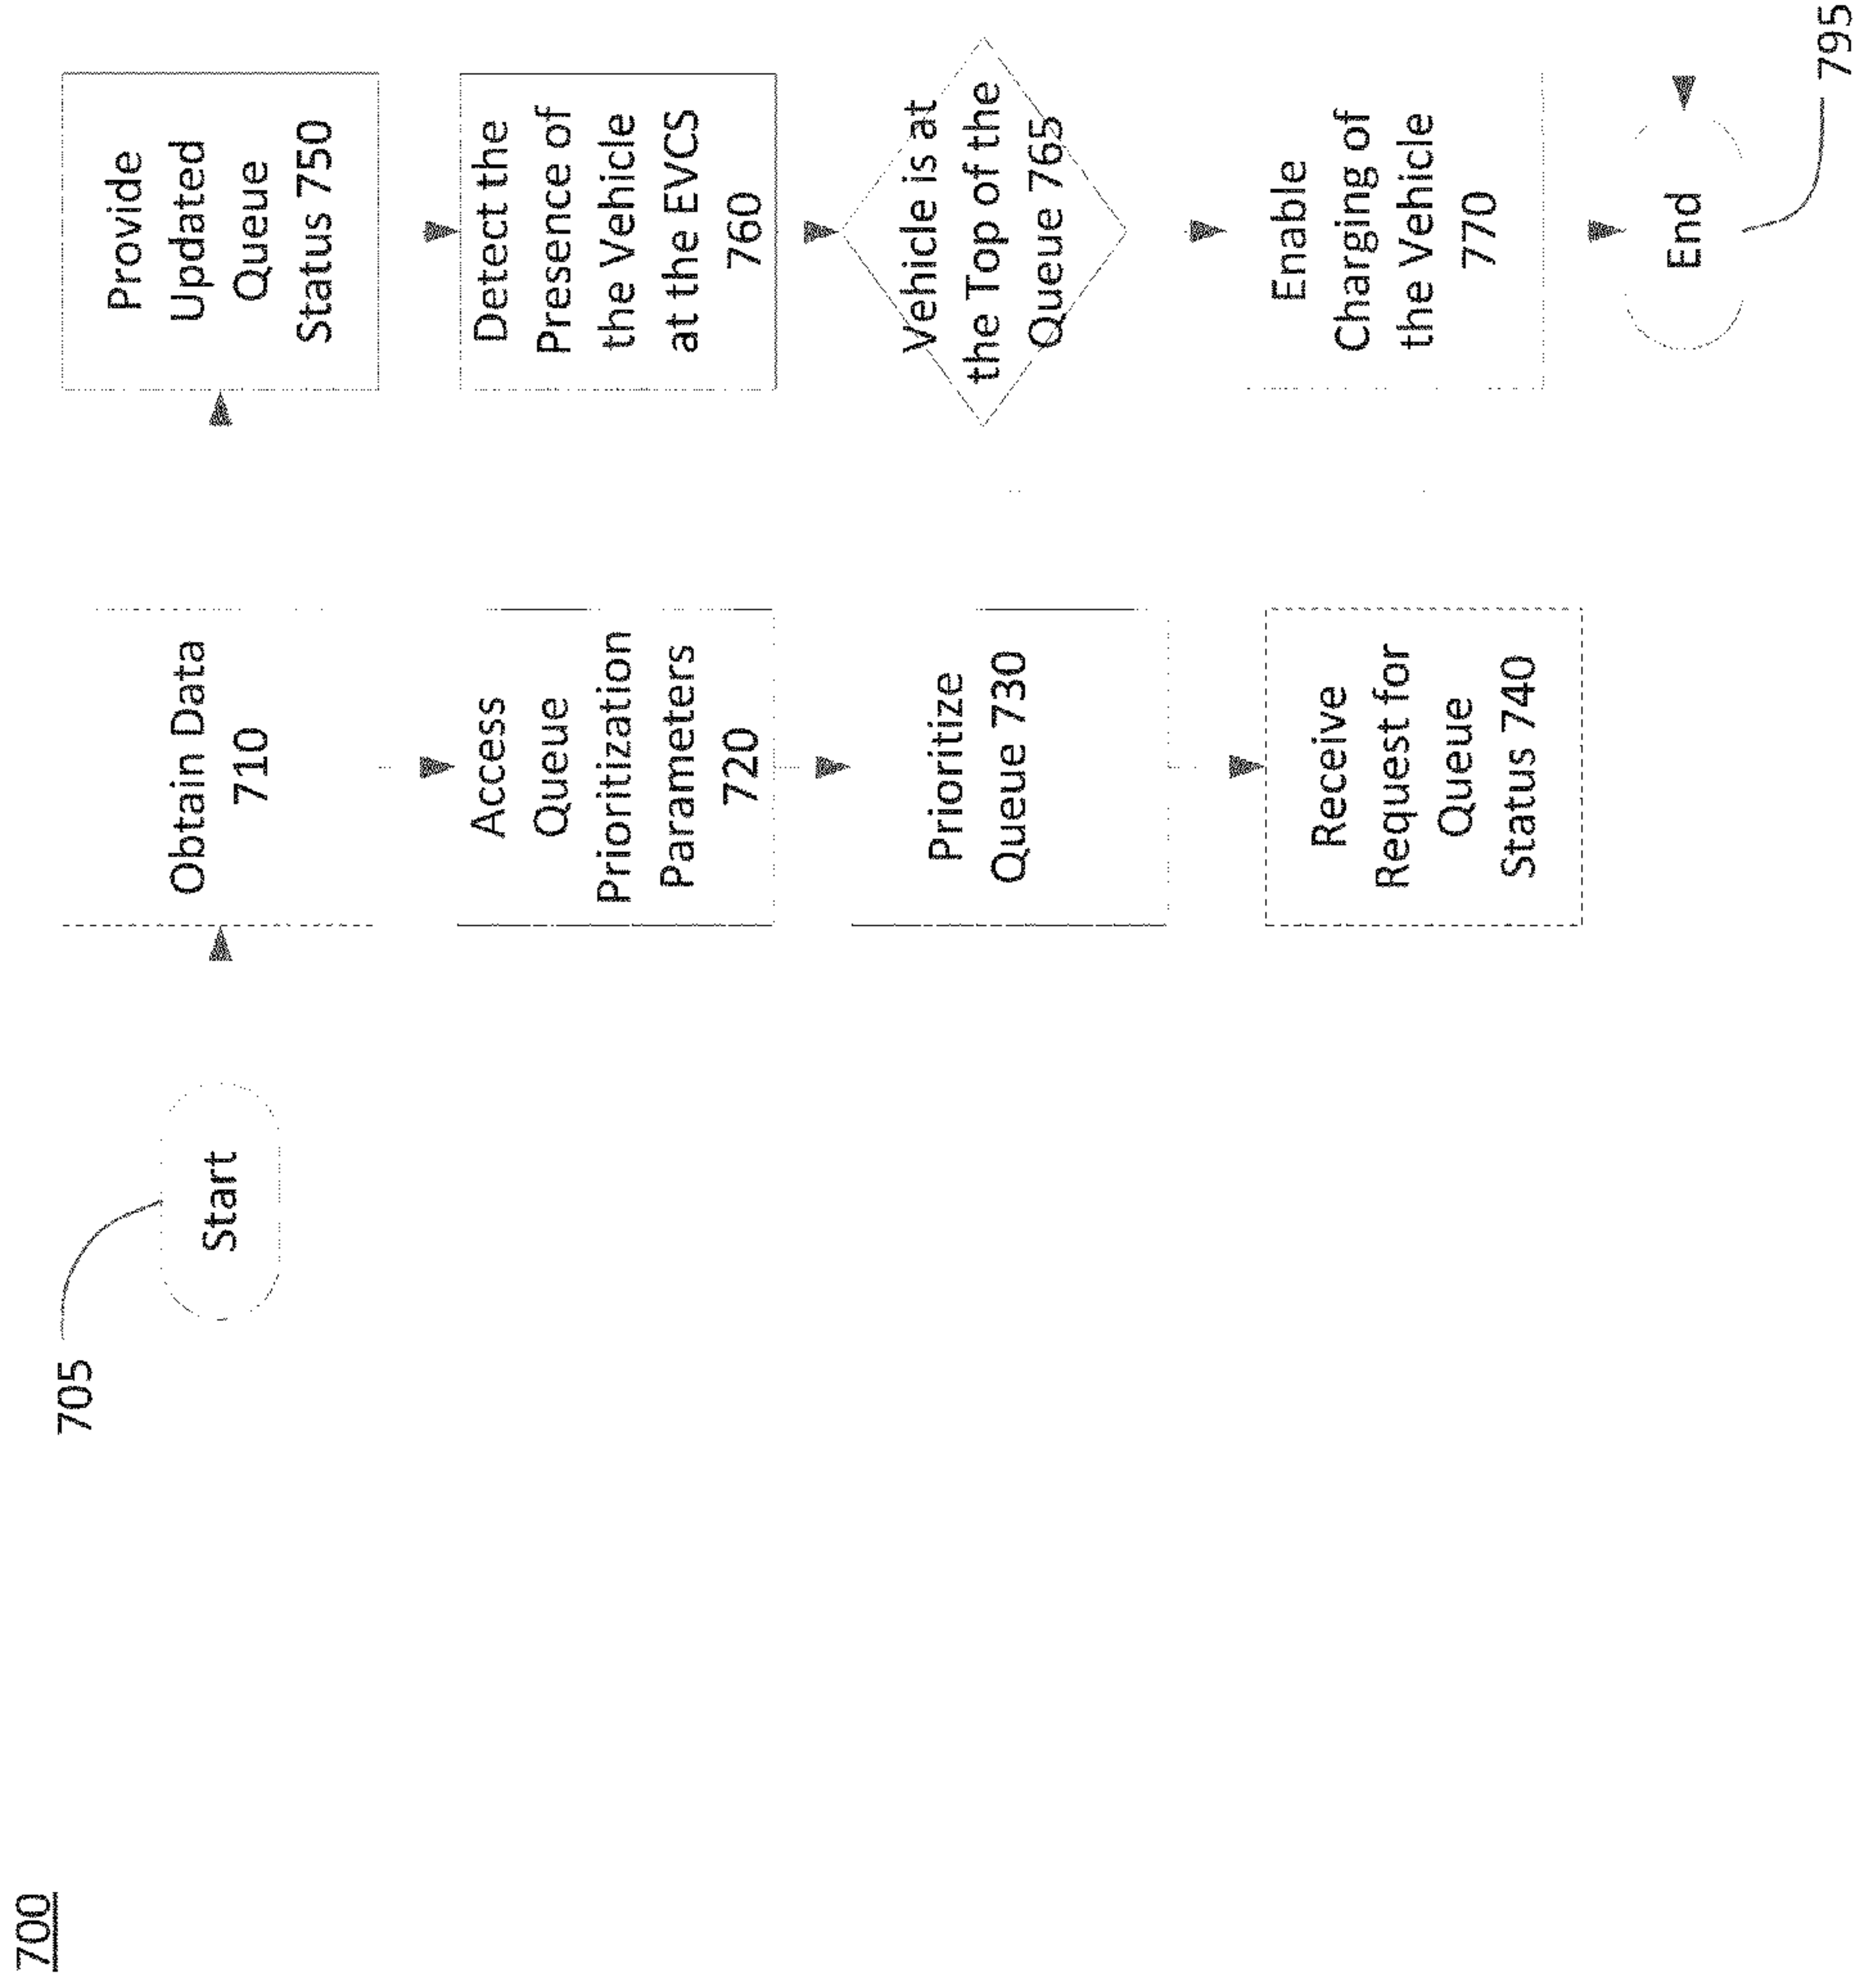 700
705
Start
Obtain Data
710
Access
Queue
Prioritization
Parameters
720
Prioritize
Queue 730
Receive
Request for
Queue
Status 740
Provide
Updated
Queue
Status 750
Detect the
Presence of
the Vehicle
at the EVCS
760
Vehicle is at
the Top of the
Queue 765
Enable
Charging of
the Vehicle
770
End
795